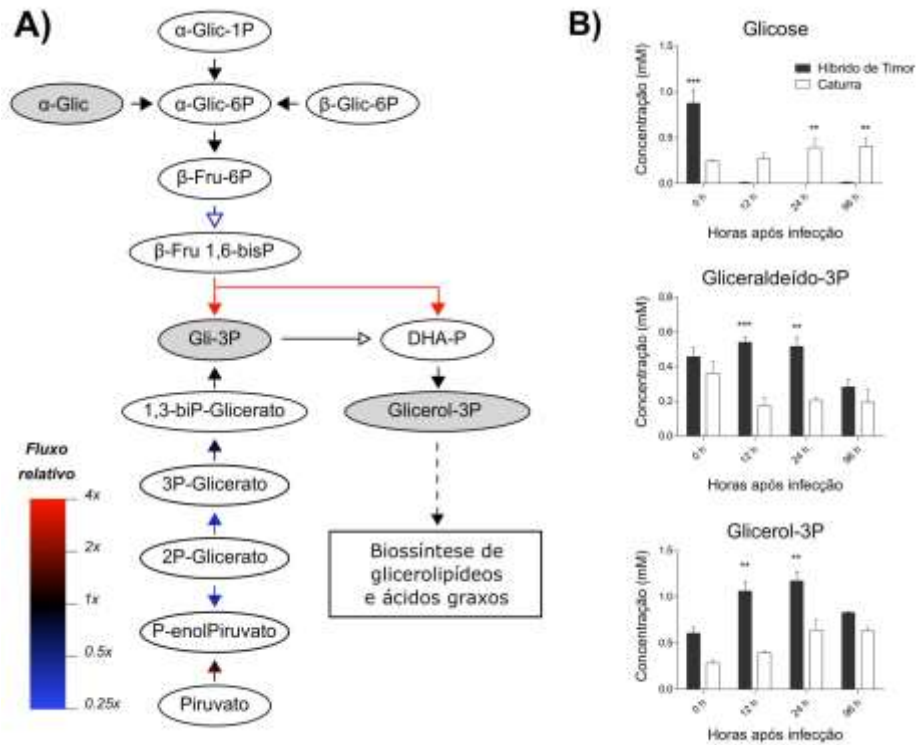 A)
α-Glic-1P
α-Glic
α-Glic-6P
β-Glic-6P
β-Fru-6P
β-Fru 1,6-bisP
Gli-3P
DHA-P
1,3-biP-Glicerato
Glicerol-3P
3P-Glicerato
2P-Glicerato
P-enolPiruvato
Piruvato
Biossíntese de
glicerolipídeos
e ácidos graxos
Fluxo
relativo
4x
2x
1x
0.5x
0.25x
B)
Glicose
Híbrido de Timor
Caturra
Concentração (mM)
1.5
1.0
0.0
***
**
**
0 h
12 h
24 h
96 h
Horas após infecção
Gliceraldeído-3P
Concentração (mM)
0.8
0.6
0.4
0.2
0.0
***
**
0 h
12 h
24 h
96 h
Horas após infecção
Glicerol-3P
Concentração (mM)
1.5
1.0
0.5
0.0
**
**
0 h
12 h
24 h
96 h
Horas após infecção